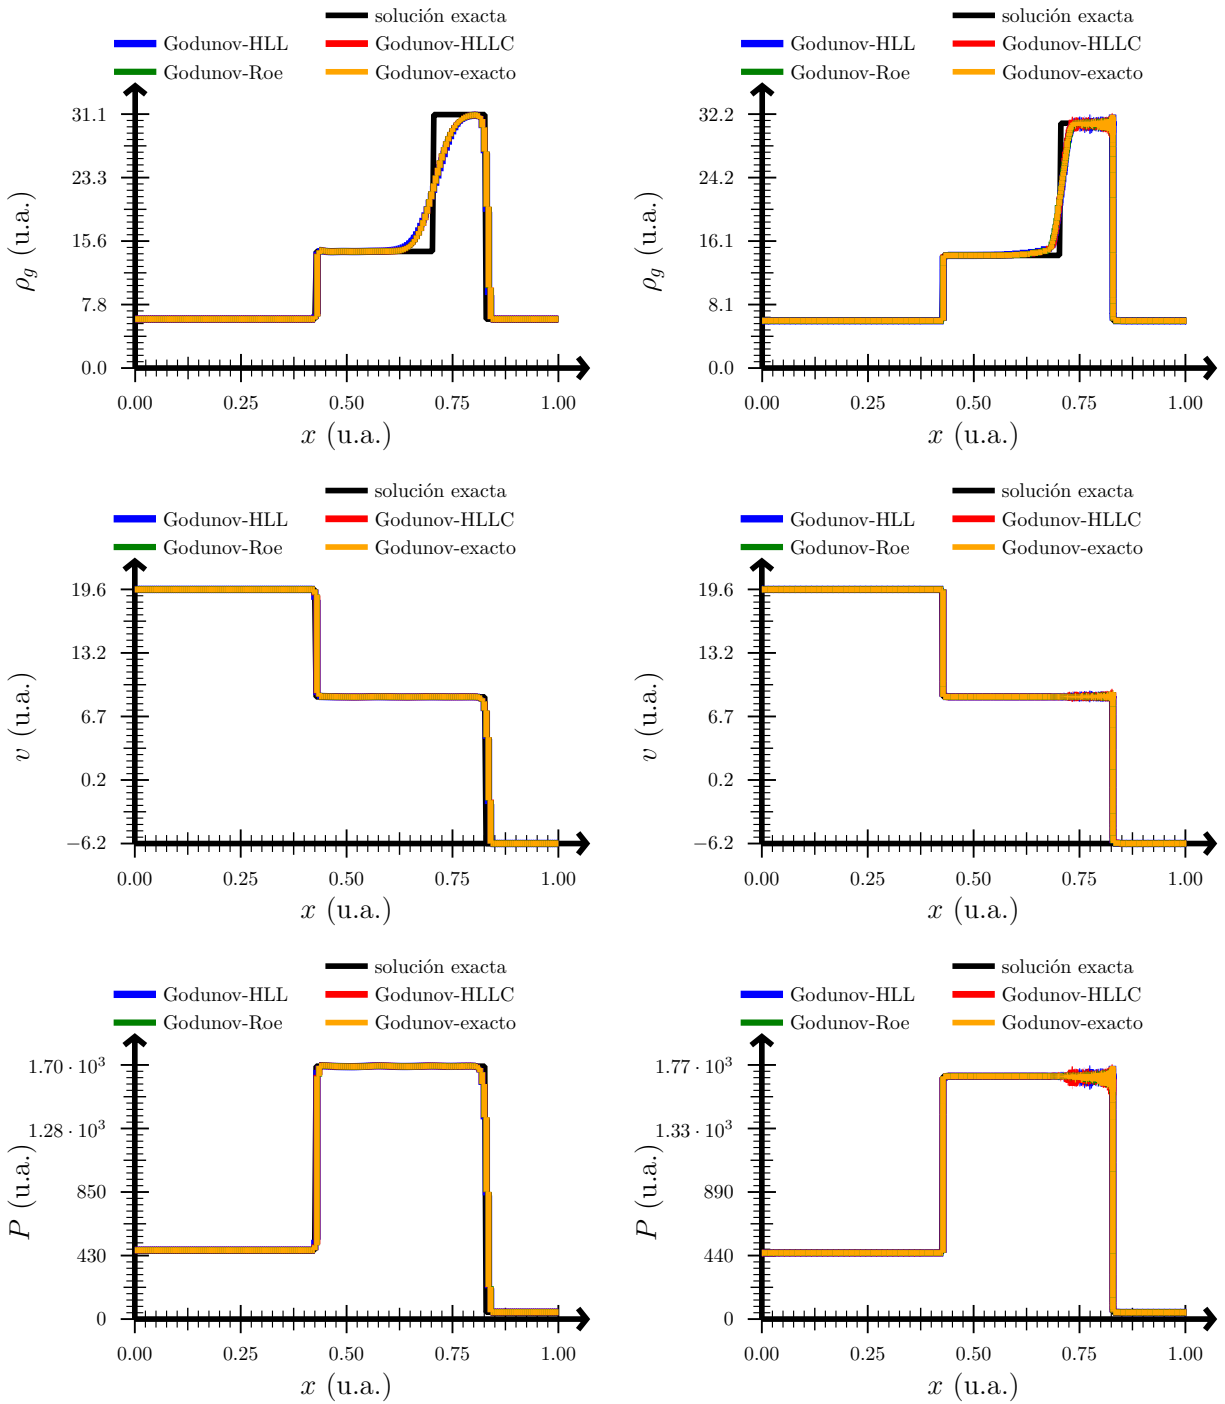 solución exacta
Godunov-HLL
Godunov-HLLC
Godunov-Roe
Godunov-exacto
31.1
23.3
15.6
7.8
0.0
ρg (u.a.)
0.00 0.25 0.50 0.75 1.00
x (u.a.)
solución exacta
Godunov-HLL
Godunov-HLLC
Godunov-Roe
Godunov-exacto
32.2
24.2
16.1
8.1
0.0
ρg (u.a.)
0.00 0.25 0.50 0.75 1.00
x (u.a.)
solución exacta
Godunov-HLL
Godunov-HLLC
Godunov-Roe
Godunov-exacto
19.6
13.2
6.7
0.2
−6.2
v (u.a.)
0.00 0.25 0.50 0.75 1.00
x (u.a.)
solución exacta
Godunov-HLL
Godunov-HLLC
Godunov-Roe
Godunov-exacto
19.6
13.2
6.7
0.2
−6.2
v (u.a.)
0.00 0.25 0.50 0.75 1.00
x (u.a.)
solución exacta
Godunov-HLL
Godunov-HLLC
Godunov-Roe
Godunov-exacto
1.70 · 10³
1.28 · 10³
850
430
0
P (u.a.)
0.00 0.25 0.50 0.75 1.00
x (u.a.)
solución exacta
Godunov-HLL
Godunov-HLLC
Godunov-Roe
Godunov-exacto
1.77 · 10³
1.33 · 10³
890
440
0
P (u.a.)
0.00 0.25 0.50 0.75 1.00
x (u.a.)